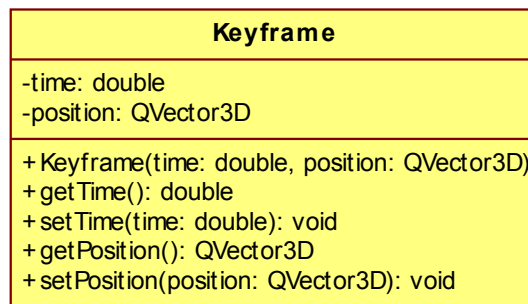 Keyframe
-time: double
-position: QVector3D
+Keyframe(time: double, position: QVector3D)
+getTime(): double
+setTime(time: double): void
+getPosition(): QVector3D
+setPosition(position: QVector3D): void